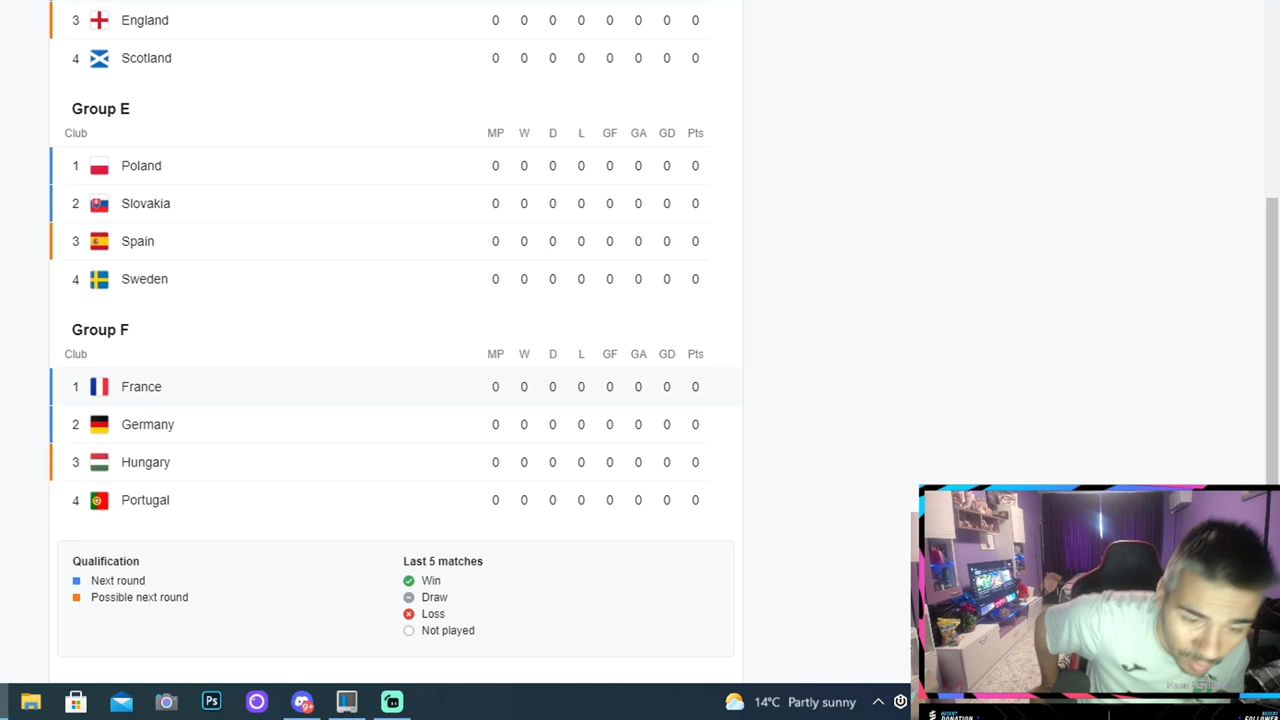 3 England 0 0 0 0 0 0 0 0
4 Scotland 0 0 0 0 0 0 0 0
Group E
Club MP W D L GF GA GD Pts
1 Poland 0 0 0 0 0 0 0 0
2 Slovakia 0 0 0 0 0 0 0 0
3 Spain 0 0 0 0 0 0 0 0
4 Sweden 0 0 0 0 0 0 0 0
Group F
Club MP W D L GF GA GD Pts
1 France 0 0 0 0 0 0 0 0
2 Germany 0 0 0 0 0 0 0 0
3 Hungary 0 0 0 0 0 0 0 0
4 Portugal 0 0 0 0 0 0 0 0
Qualification
Next round
Possible next round
Last 5 matches
Win
Draw
Loss
Not played
Ps
14°C Partly sunny
RECENT
DONATION
RECENT